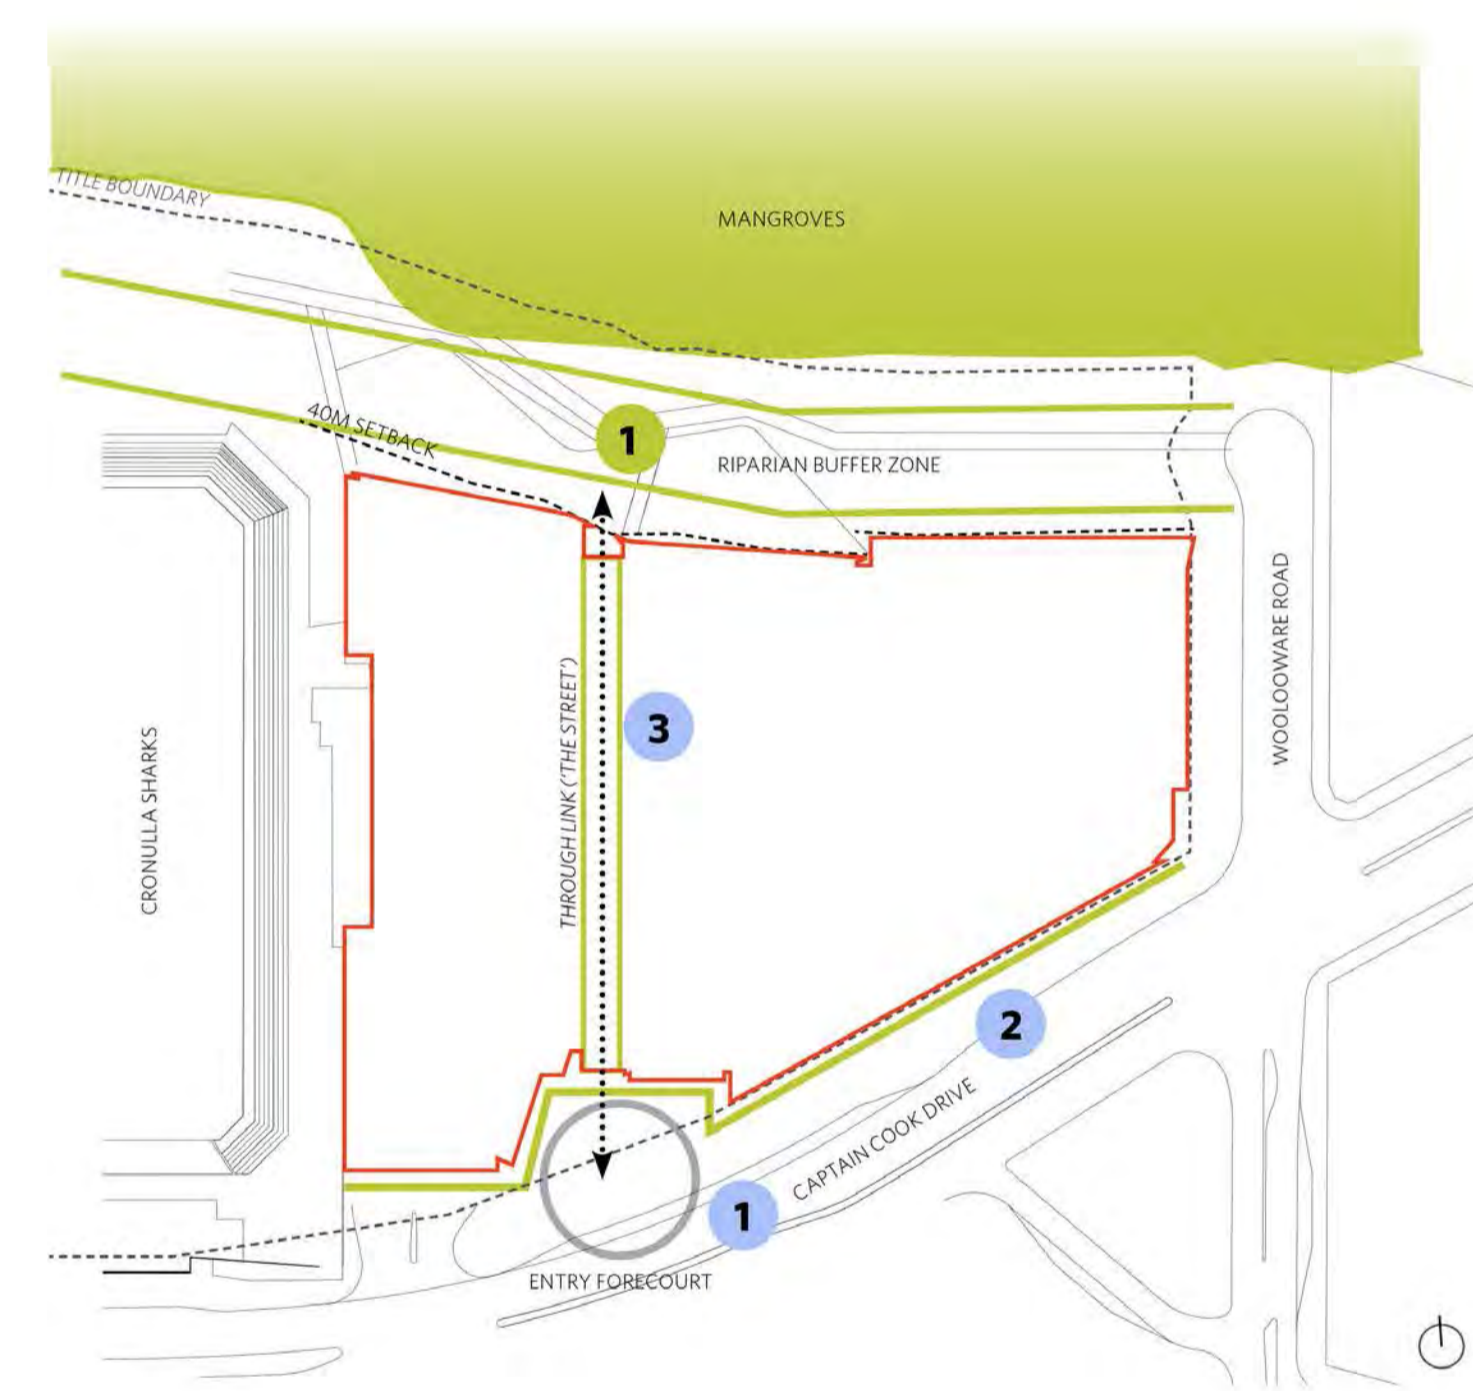 TITLE BOUNDARY
MANGROVES
40M SETBACK
1
RIPARIAN BUFFER ZONE
WOOLOOWARE ROAD
THROUGH LINK ('THE STREET')
3
CRONULLA SHARKS
2
CAPTAIN COOK DRIVE
1
ENTRY FORECOURT